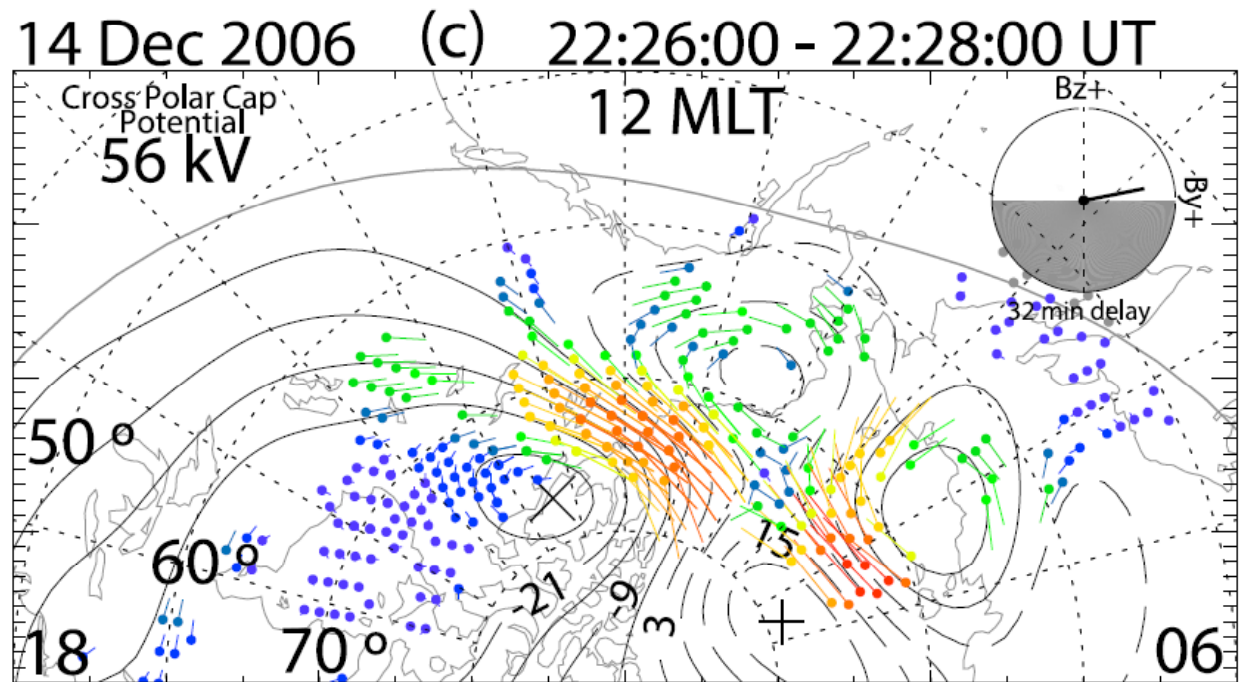 14 Dec 2006 (c) 22:26:00 - 22:28:00 UT
Cross Polar Cap
Potential
56 kV
12 MLT
Bz+
By+
32 min delay
50 º
60 º
70 º
15
-21
-9
3
18
06